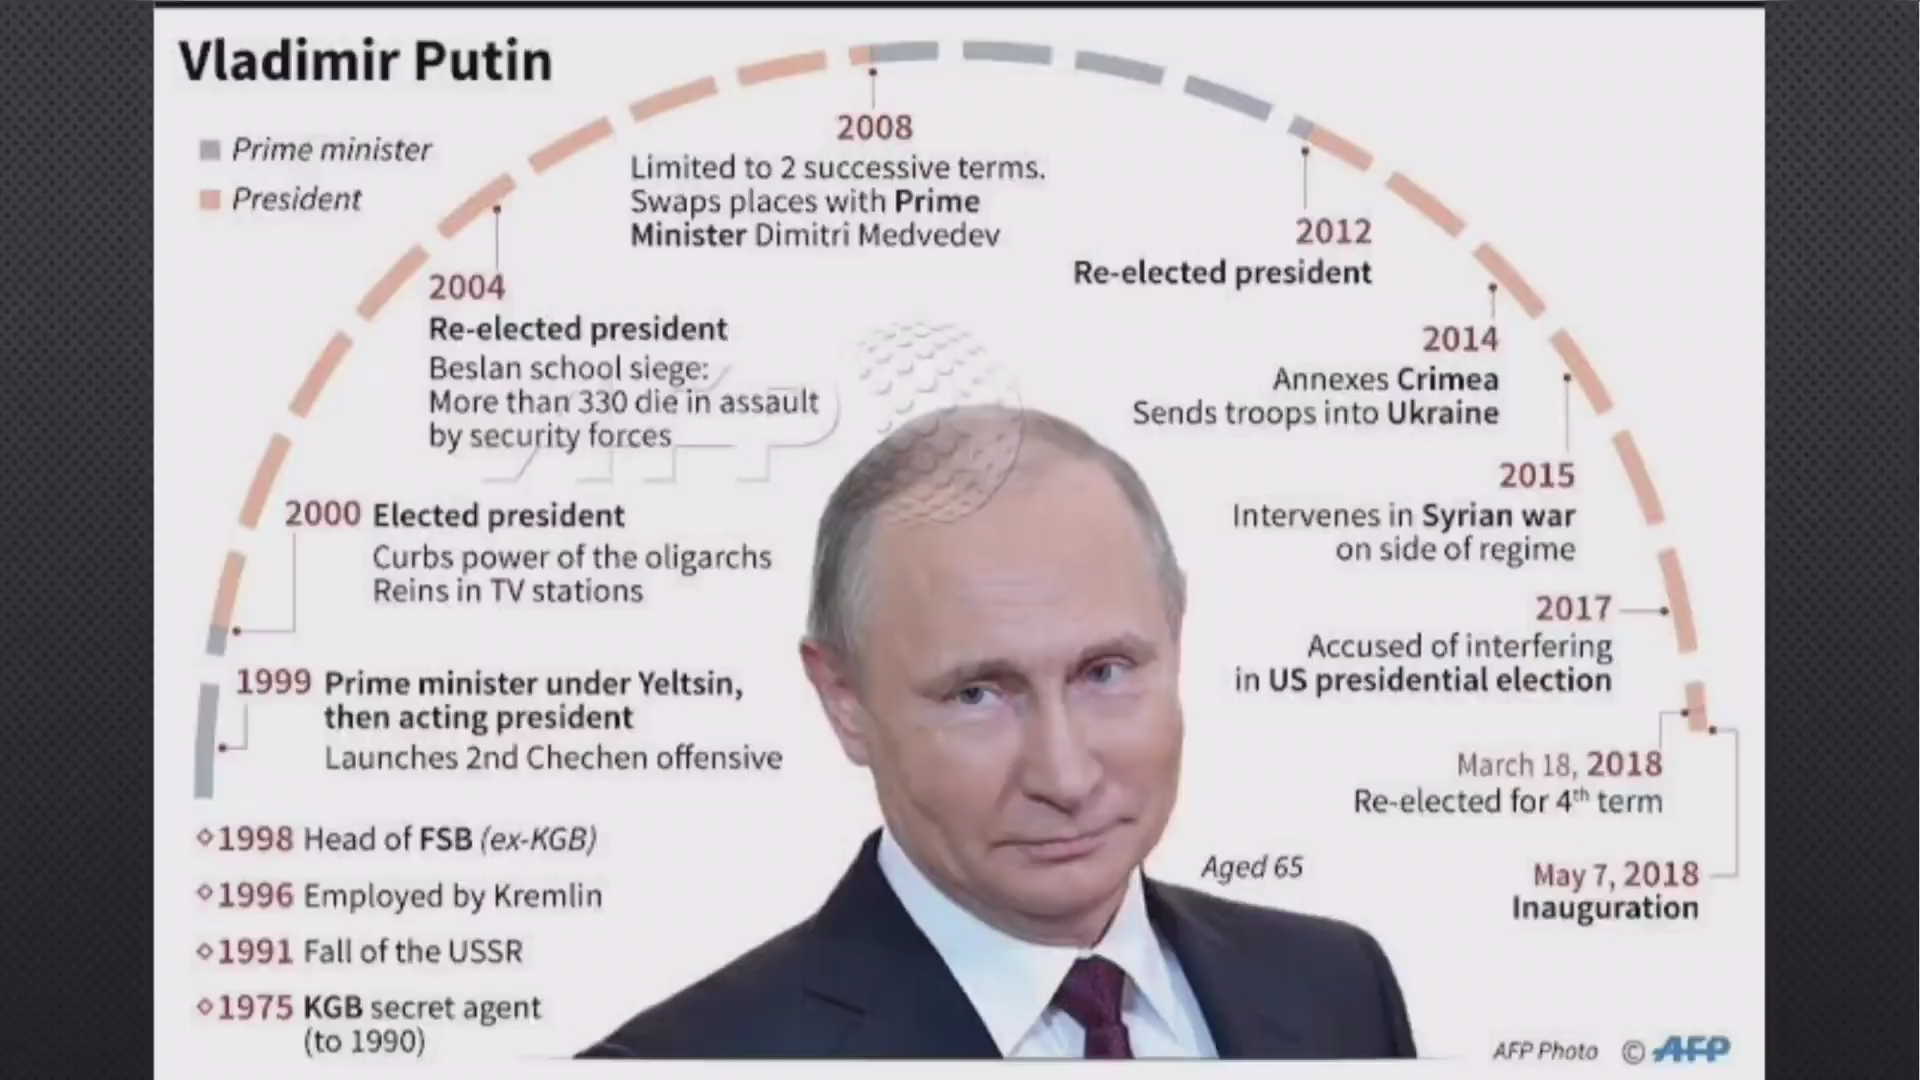 Vladimir Putin
Prime minister
President
2008
Limited to 2 successive terms.
Swaps places with Prime
Minister Dimitri Medvedev
2012
Re-elected president
2004
Re-elected president
Beslan school siege:
More than 330 die in assault
by security forces
2014
Annexes Crimea
Sends troops into Ukraine
2015
Intervenes in Syrian war
on side of regime
2000 Elected president
Curbs power of the oligarchs
Reins in TV stations
2017
Accused of interfering
in US presidential election
1999 Prime minister under Yeltsin,
then acting president
Launches 2nd Chechen offensive
March 18, 2018
Re-elected for 4th term
1998 Head of FSB (ex-KGB)
Aged 65
May 7, 2018
Inauguration
1996 Employed by Kremlin
1991 Fall of the USSR
1975 KGB secret agent
(to 1990)
AFP Photo © AFP
AFP